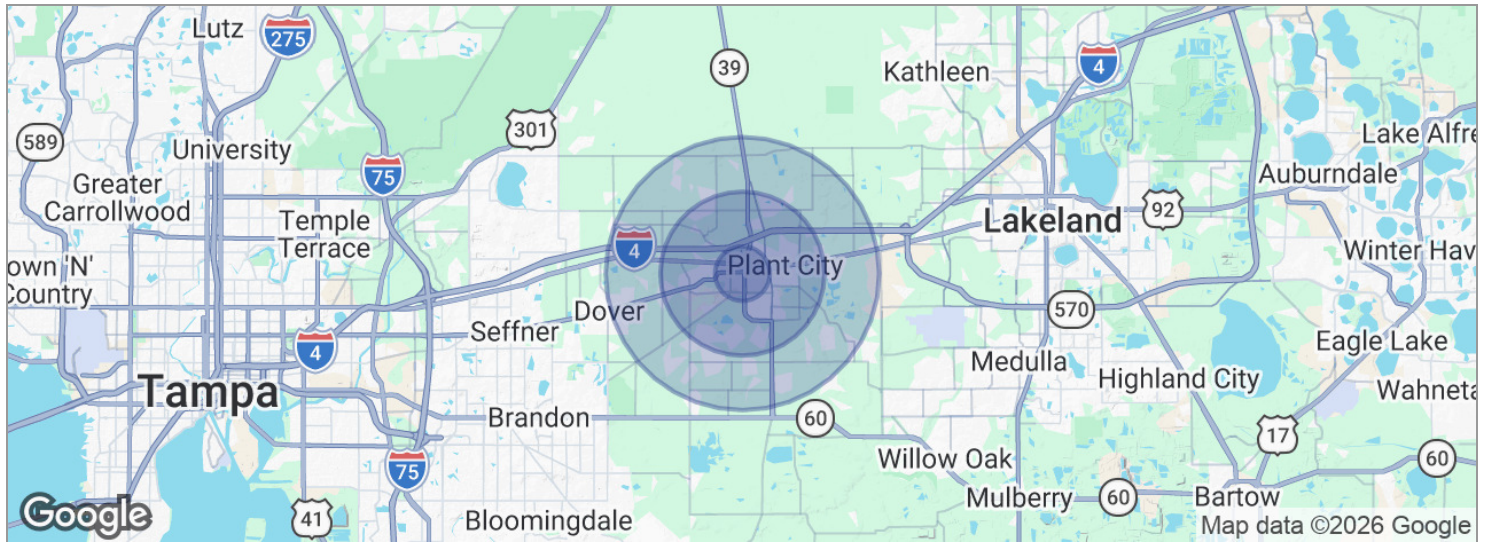 Lutz
275
39
Kathleen
4
589
301
Lake Alfre
University
75
Auburndale
Greater
Carrollwood
Temple
Terrace
Lakeland
92
4
Plant City
Winter Hav
own 'N'
Country
Dover
570
Seffner
4
Eagle Lake
Medulla
Highland City
Tampa
Wahneta
Brandon
60
17
75
Willow Oak
60
Mulberry
60
Bartow
41
Bloomingdale
Google
Map data ©2026 Google